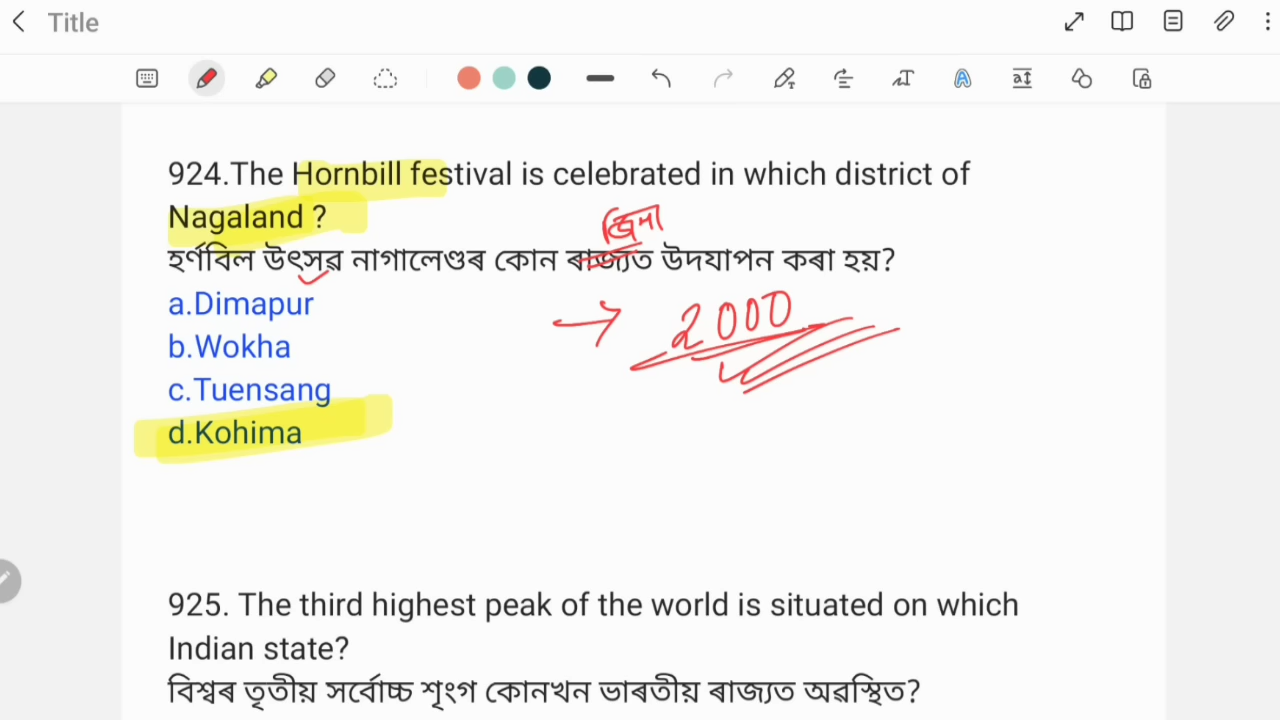 Title
924.The Hornbill festival is celebrated in which district of
Nagaland ?
জিলা
হৰ্ণবিল উৎসৱ নাগালেণ্ডৰ কোন ৰাজ্যত উদযাপন কৰা হয়?
a.Dimapur
→ 2000
b.Wokha
c.Tuensang
d.Kohima
925. The third highest peak of the world is situated on which
Indian state?
বিশ্বৰ তৃতীয় সৰ্বোচ্চ শৃংগ কোনখন ভাৰতীয় ৰাজ্যত অৱস্থিত?